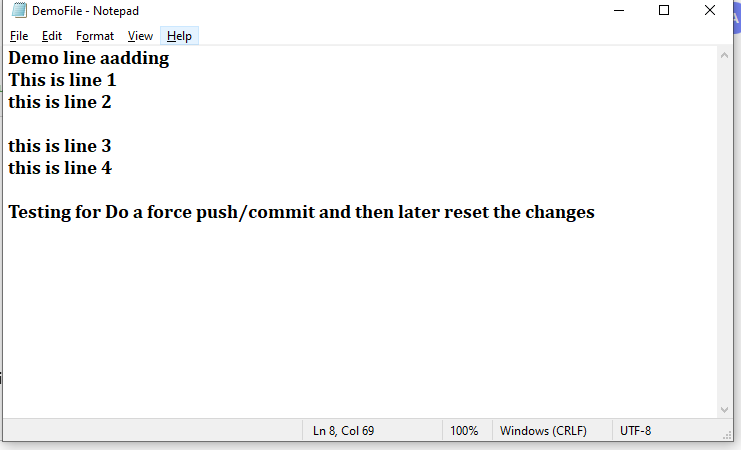 DemoFile - Notepad
File Edit Format View Help
Demo line aadding
This is line 1
this is line 2
this is line 3
this is line 4
Testing for Do a force push/commit and then later reset the changes
Ln 8, Col 69 100% Windows (CRLF) UTF-8